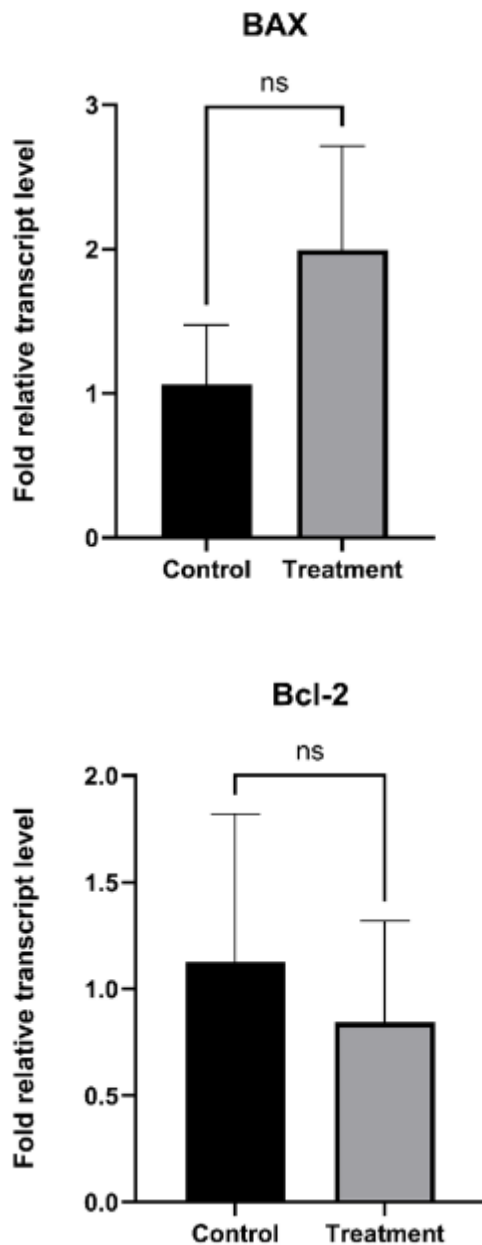 BAX
ns
Fold relative transcript level
3
2
1
0
Control Treatment
Bcl-2
ns
Fold relative transcript level
2.0
1.5
1.0
0.5
0.0
Control Treatment